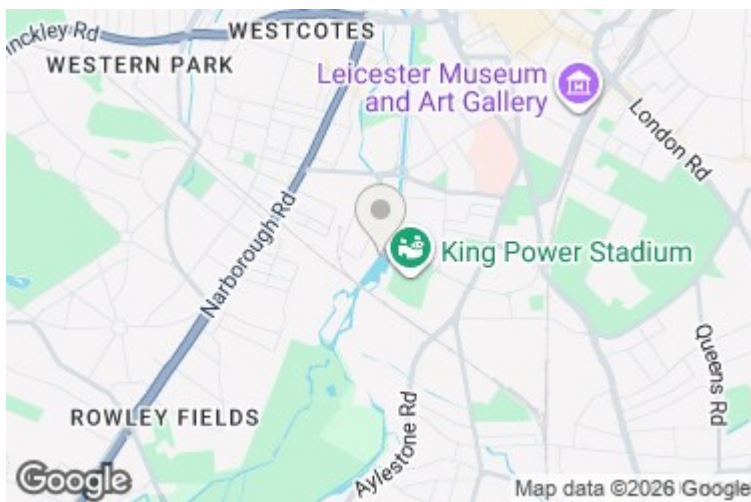 inckley Rd
WESTCOTES
WESTERN PARK
Leicester Museum
and Art Gallery
London Rd
Narborough Rd
King Power Stadium
Queens Rd
ROWLEY FIELDS
Aylestone Rd
Google
Map data ©2026 Google